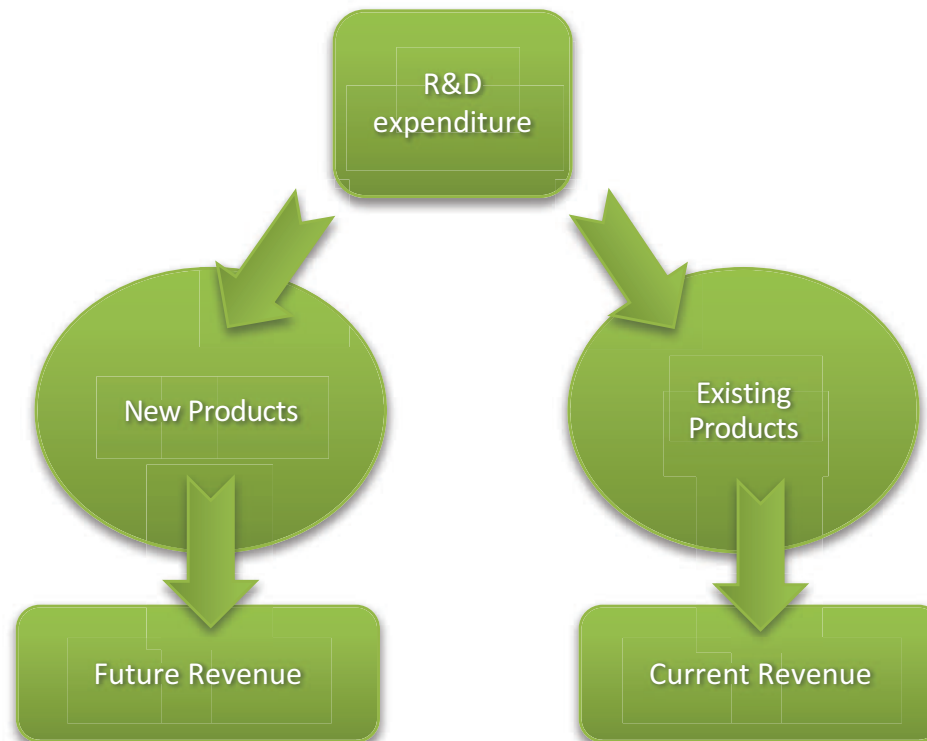 R&D
expenditure
New Products
Existing
Products
Future Revenue
Current Revenue